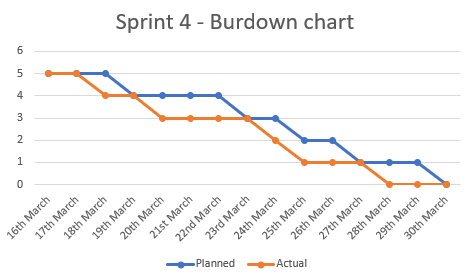 Sprint 4 - Burdown chart
6
5
4
3
2
1
0
16th March
17th March
18th March
19th March
20th March
21st March
22nd March
23rd March
24th March
25th March
26th March
27th March
28th March
29th March
30th March
Planned
Actual